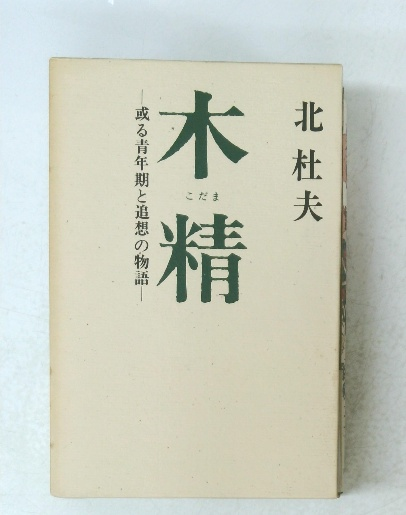 北杜夫
木精
こだま
―或る青年期と追想の物語―